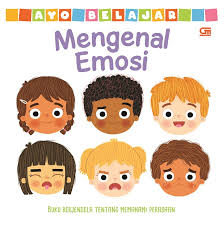 AYO BELAJAR
Mengenal
Emosi
BUKU BERJENDELA TENTANG MEMAHAMI PERASAAN